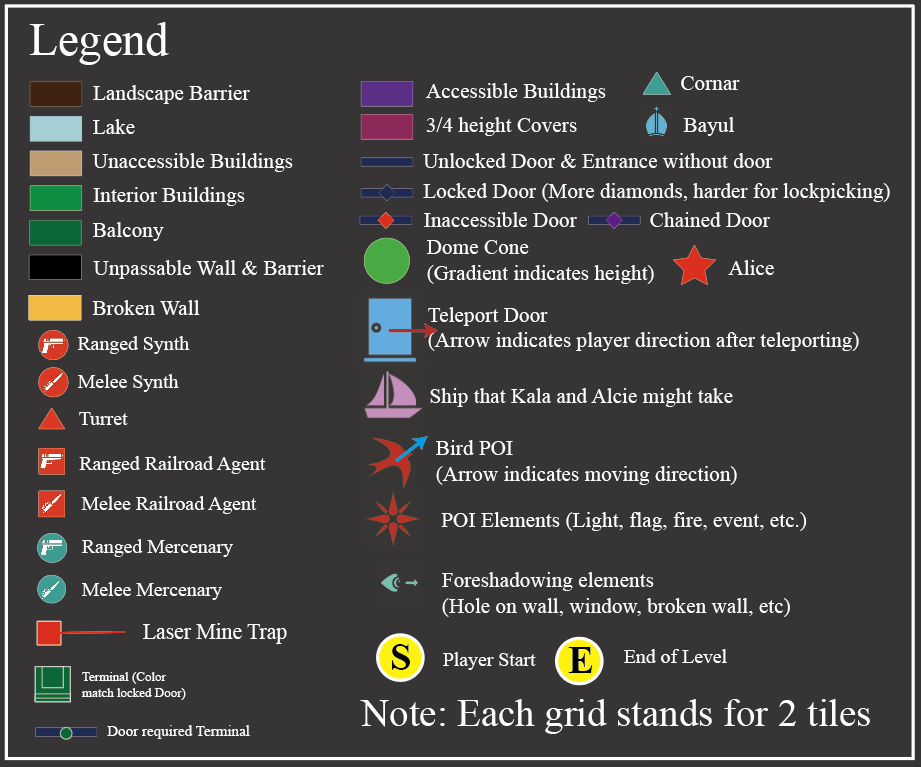 Legend
Landscape Barrier
Lake
Unaccessible Buildings
Interior Buildings
Balcony
Unpassable Wall & Barrier
Broken Wall
Ranged Synth
Melee Synth
Turret
Ranged Railroad Agent
Melee Railroad Agent
Ranged Mercenary
Melee Mercenary
Laser Mine Trap
Terminal (Color
match locked Door)
Door required Terminal
Accessible Buildings
Cornar
3/4 height Covers
Bayul
Unlocked Door & Entrance without door
Locked Door (More diamonds, harder for lockpicking)
Inaccessible Door
Chained Door
Dome Cone
(Gradient indicates height)
Alice
Teleport Door
(Arrow indicates player direction after teleporting)
Ship that Kala and Alcie might take
Bird POI
(Arrow indicates moving direction)
POI Elements (Light, flag, fire, event, etc.)
Foreshadowing elements
(Hole on wall, window, broken wall, etc)
S
Player Start
E
End of Level
Note: Each grid stands for 2 tiles